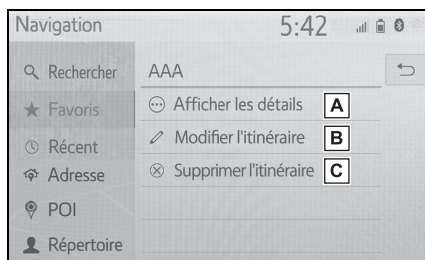 Navigation 5:42
Rechercher
Favoris
Récent
Adresse
POI
Répertoire
AAA
Afficher les détails A
Modifier l'itinéraire B
Supprimer l'itinéraire C